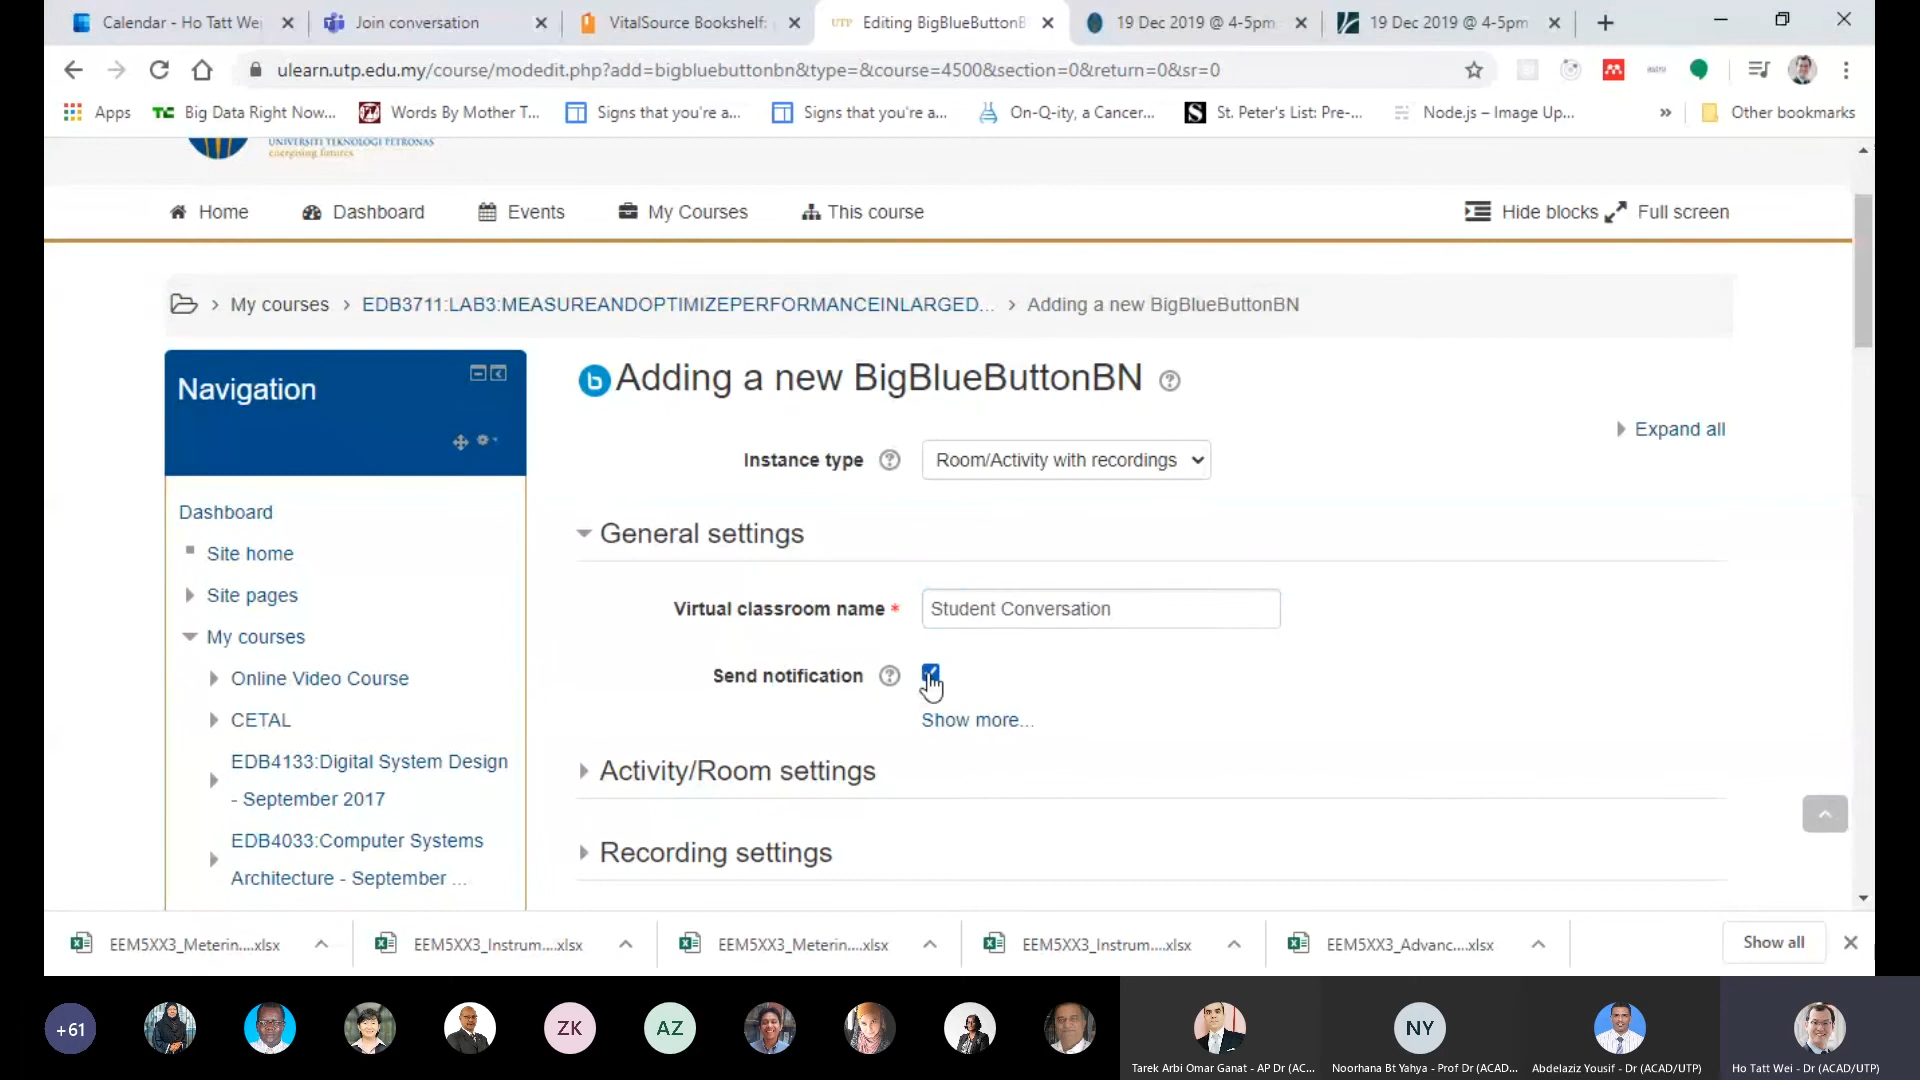 Calendar - Ho Tatt We
Join conversation
VitalSource Bookshelf:
UTP Editing BigBlueButtonB
19 Dec 2019 @ 4-5pm
19 Dec 2019 @ 4-5pm
ulearn.utp.edu.my/course/modedit.php?add=bigbluebuttonbn&type=&course=4500&section=0&return=0&sr=0
Apps
Big Data Right Now...
Words By Mother T...
Signs that you're a...
Signs that you're a...
On-Q-ity, a Cancer...
St. Peter's List: Pre-...
Node.js – Image Up...
»
Other bookmarks
UNIVERSITI TEKNOLOGI PETRONAS
energising futures
Home
Dashboard
Events
My Courses
This course
Hide blocks
Full screen
My courses
EDB3711:LAB3:MEASUREANDOPTIMIZEPERFORMANCEINLARGED...
Adding a new BigBlueButtonBN
Navigation
Dashboard
Site home
Site pages
My courses
Online Video Course
CETAL
EDB4133:Digital System Design
- September 2017
EDB4033:Computer Systems
Architecture - September ...
Adding a new BigBlueButtonBN
Expand all
Instance type
Room/Activity with recordings
General settings
Virtual classroom name *
Student Conversation
Send notification
Show more...
Activity/Room settings
Recording settings
EEM5XX3_Meterin....xlsx
EEM5XX3_Instrum....xlsx
EEM5XX3_Meterin....xlsx
EEM5XX3_Instrum....xlsx
EEM5XX3_Advanc....xlsx
Show all
+61
ZK
AZ
NY
Tarek Arbi Omar Ganat - AP Dr (AC...
Noorhana Bt Yahya - Prof Dr (ACAD...
Abdelaziz Yousif - Dr (ACAD/UTP)
Ho Tatt Wei - Dr (ACAD/UTP)